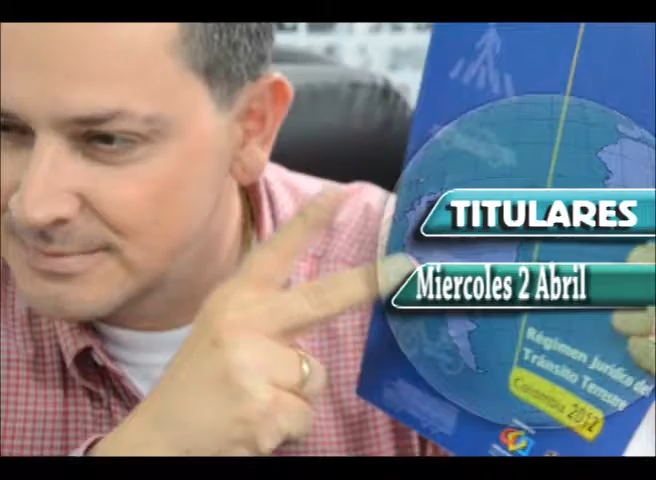 TITULARES
Miercoles 2 Abril
Régimen Jurídico del
Tránsito Terrestre
Colombia 2012